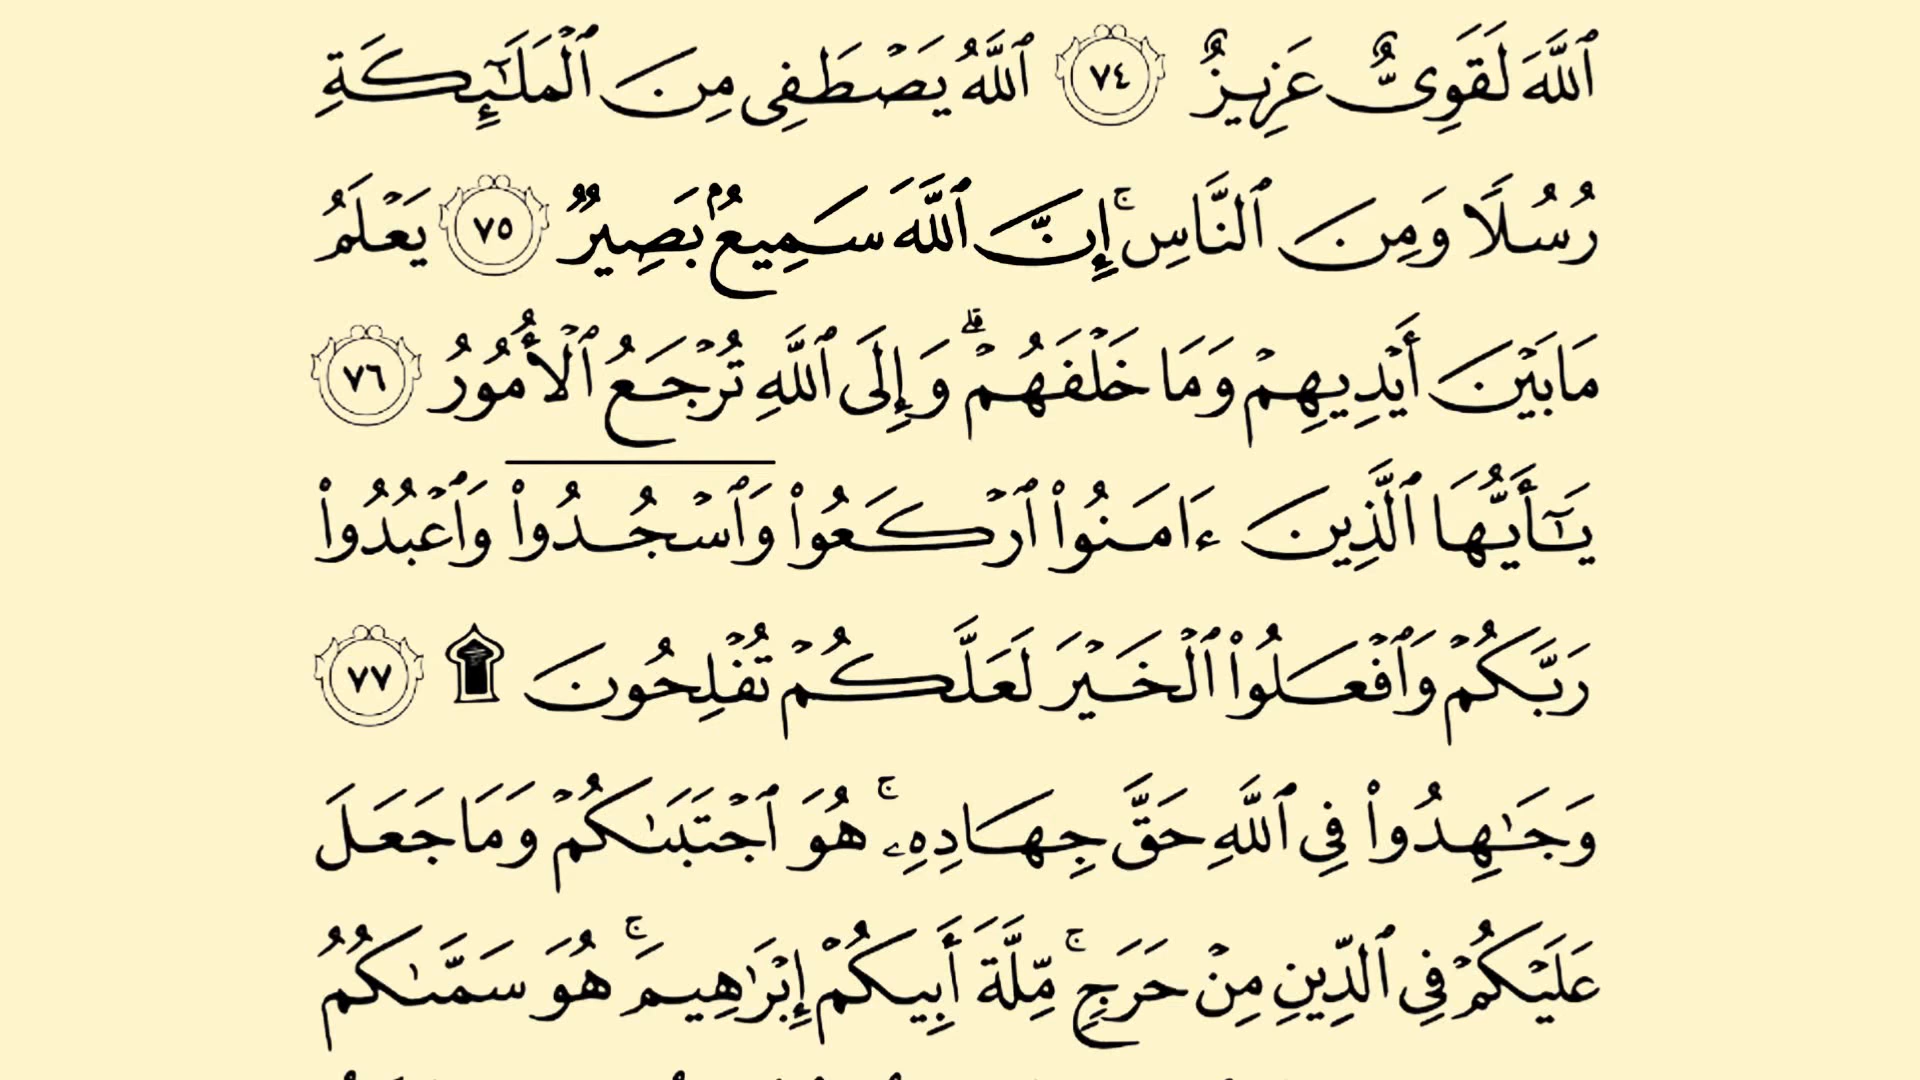 ٱللَّهَ لَقَوِىٌّ عَزِيزٌ ٧٤ ٱللَّهُ يَصْطَفِى مِنَ ٱلْمَلَـٰٓئِكَةِ
رُسُلًا وَمِنَ ٱلنَّاسِ ۚ إِنَّ ٱللَّهَ سَمِيعٌۢ بَصِيرٌ ٧٥ يَعْلَمُ
مَا بَيْنَ أَيْدِيهِمْ وَمَا خَلْفَهُمْ ۗ وَإِلَى ٱللَّهِ تُرْجَعُ ٱلْأُمُورُ ٧٦
يَـٰٓأَيُّهَا ٱلَّذِينَ ءَامَنُوا۟ ٱرْكَعُوا۟ وَٱسْجُدُوا۟ وَٱعْبُدُوا۟
رَبَّكُمْ وَٱفْعَلُوا۟ ٱلْخَيْرَ لَعَلَّكُمْ تُفْلِحُونَ ۩ ٧٧
وَجَـٰهِدُوا۟ فِى ٱللَّهِ حَقَّ جِهَادِهِۦ ۚ هُوَ ٱجْتَبَىٰكُمْ وَمَا جَعَلَ
عَلَيْكُمْ فِى ٱلدِّينِ مِنْ حَرَجٍ ۚ مِّلَّةَ أَبِيكُمْ إِبْرَٰهِيمَ ۚ هُوَ سَمَّىٰكُمُ